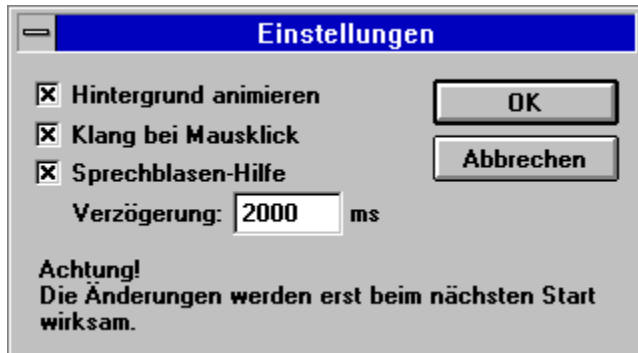 Einstellungen
Hintergrund animieren
OK
Klang bei Mausklick
Abbrechen
Sprechblasen-Hilfe
Verzögerung: 2000 ms
Achtung!
Die Änderungen werden erst beim nächsten Start
wirksam.